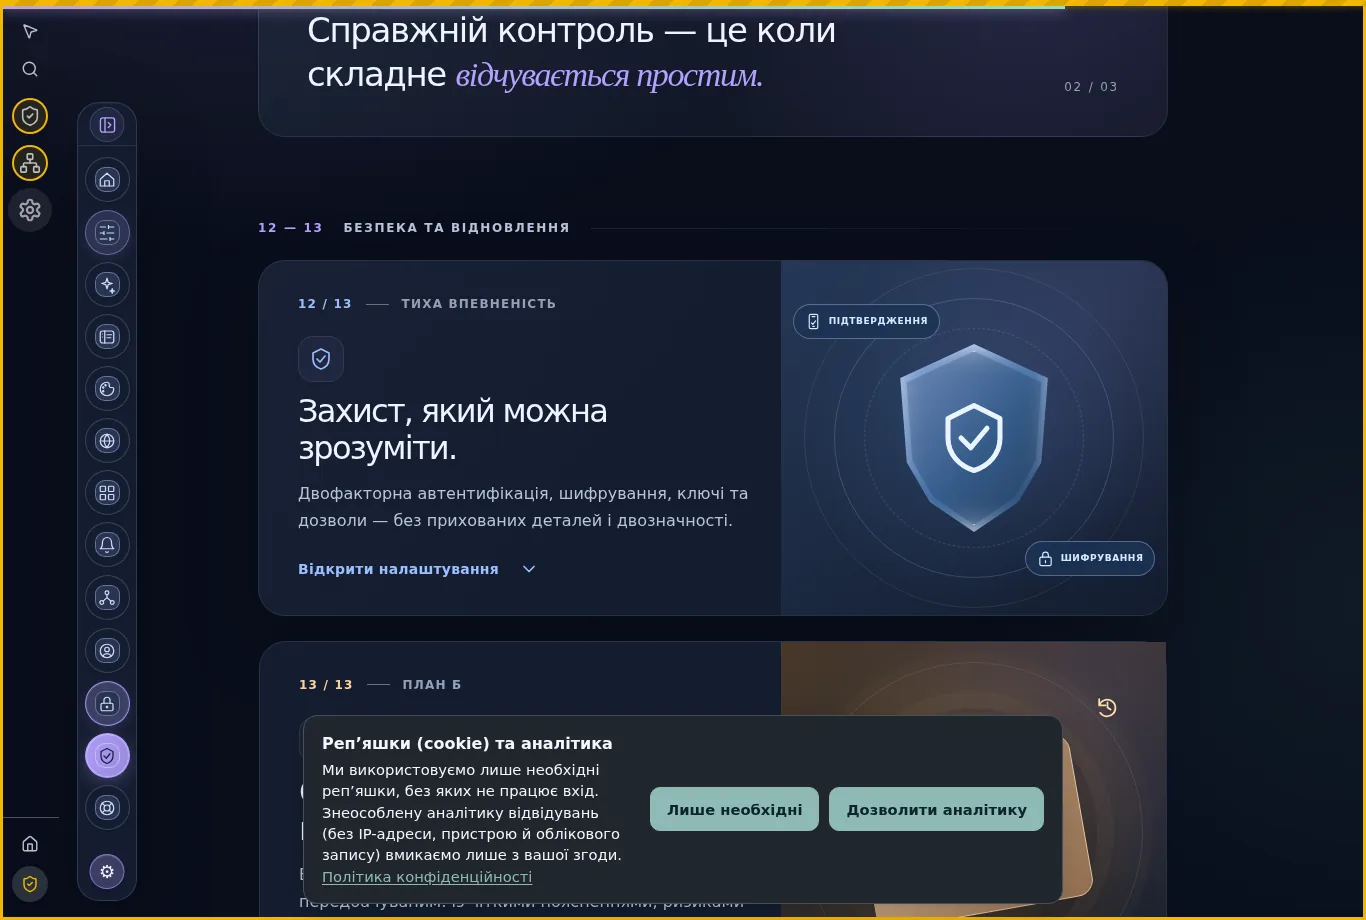 Справжній контроль — це коли
складне відчувається простим.
02 / 03
12 — 13 БЕЗПЕКА ТА ВІДНОВЛЕННЯ
12 / 13 — ТИХА ВПЕВНЕНІСТЬ
Захист, який можна
зрозуміти.
Двофакторна автентифікація, шифрування, ключі та
дозволи — без прихованих деталей і двозначності.
Відкрити налаштування
ПІДТВЕРДЖЕННЯ
ШИФРУВАННЯ
13 / 13 — ПЛАН Б
Реп’яшки (cookie) та аналітика
Ми використовуємо лише необхідні
реп’яшки, без яких не працює вхід.
Знеособлену аналітику відвідувань
(без IP-адреси, пристрою й облікового
запису) вмикаємо лише з вашої згоди.
Політика конфіденційності
Лише необхідні
Дозволити аналітику